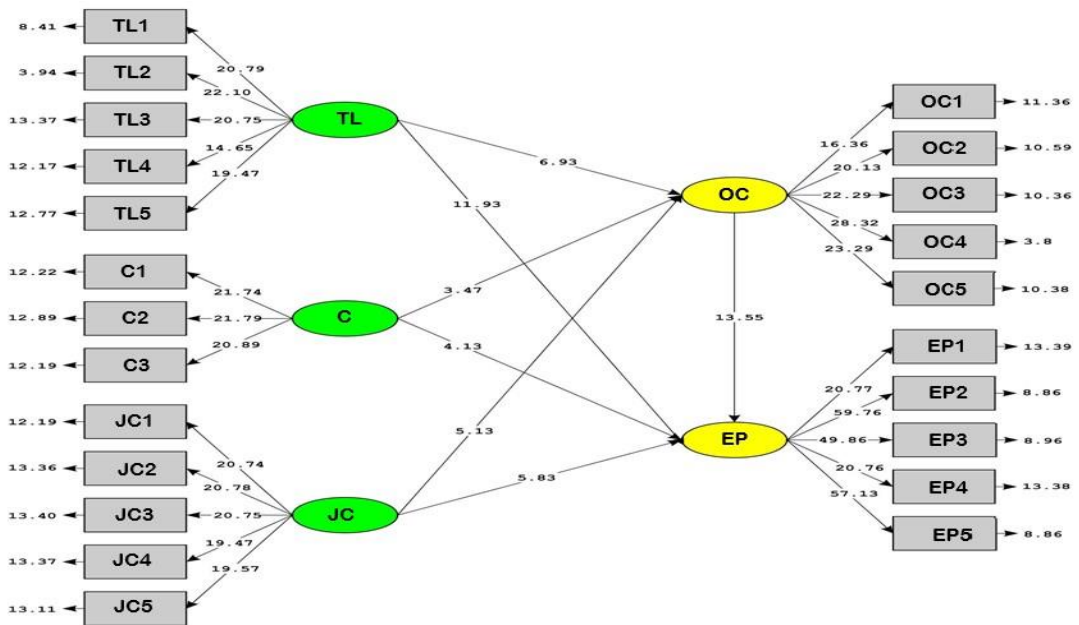 8.41 TL1
3.94 TL2
13.37 TL3
12.17 TL4
12.77 TL5
20.79
22.10
20.75
14.65
19.47
TL
12.22 C1
12.89 C2
12.19 C3
21.74
21.79
20.89
C
12.19 JC1
13.36 JC2
13.40 JC3
13.37 JC4
13.11 JC5
20.74
20.78
20.75
19.47
19.57
JC
6.93
11.93
3.47
4.13
5.13
5.83
OC
13.55
EP
16.36
20.13
22.29
28.32
23.29
OC1 11.36
OC2 10.59
OC3 10.36
OC4 3.8
OC5 10.38
20.77
59.76
49.86
20.76
57.13
EP1 13.39
EP2 8.86
EP3 8.96
EP4 13.38
EP5 8.86